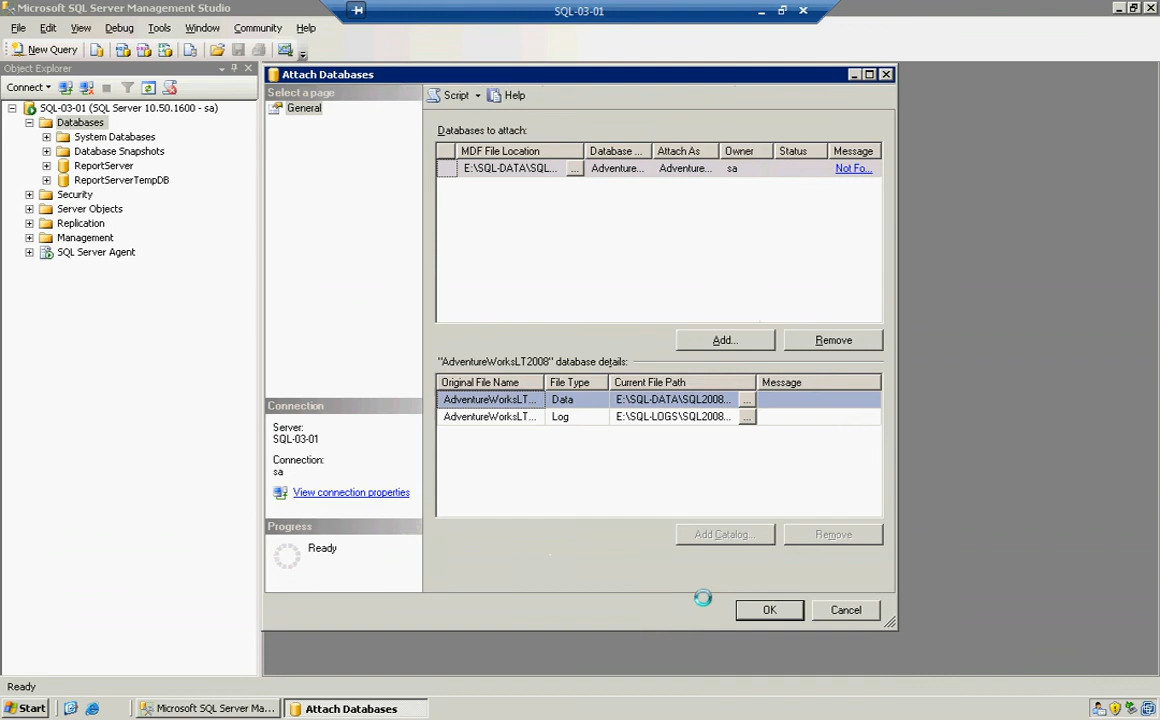 Microsoft SQL Server Management Studio
SQL-03-01
File Edit View Debug Tools Window Community Help
New Query
Object Explorer
Connect
SQL-03-01 (SQL Server 10.50.1600 - sa)
Databases
System Databases
Database Snapshots
ReportServer
ReportServerTempDB
Security
Server Objects
Replication
Management
SQL Server Agent
Attach Databases
Select a page
General
Script Help
Databases to attach:
MDF File Location Database ... Attach As Owner Status Message
E:\SQL-DATA\SQL... ... Adventure... Adventure... sa Not Fo...
Add... Remove
"AdventureWorksLT2008" database details:
Original File Name File Type Current File Path Message
AdventureWorksLT... Data E:\SQL-DATA\SQL2008... ...
AdventureWorksLT... Log E:\SQL-LOGS\SQL2008... ...
Add Catalog... Remove
Connection
Server:
SQL-03-01
Connection:
sa
View connection properties
Progress
Ready
OK Cancel
Ready
Start Microsoft SQL Server Ma... Attach Databases